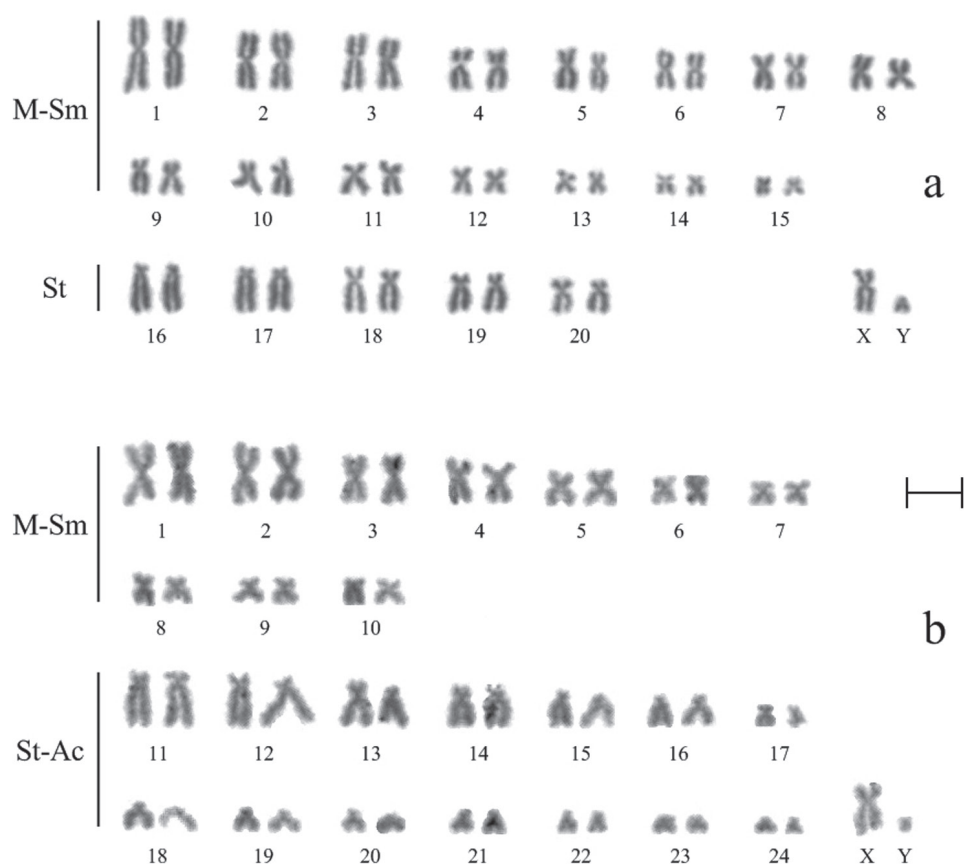 M-Sm
1 2 3 4 5 6 7 8
9 10 11 12 13 14 15
a
St
16 17 18 19 20 X Y
M-Sm
1 2 3 4 5 6 7
8 9 10
b
St-Ac
11 12 13 14 15 16 17
18 19 20 21 22 23 24 X Y